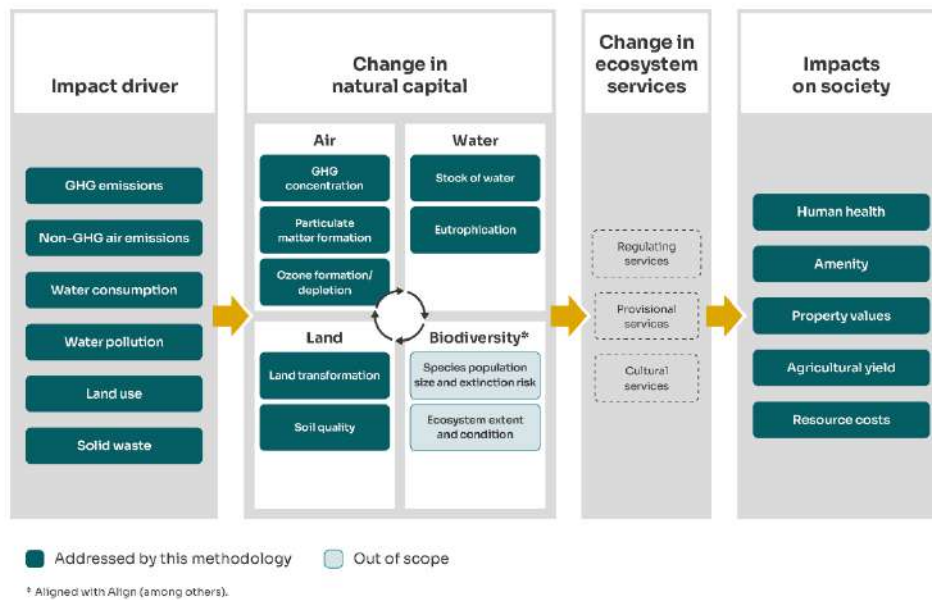 Impact driver
GHG emissions
Non-GHG air emissions
Water consumption
Water pollution
Land use
Solid waste
Change in
natural capital
Air
GHG
concentration
Particulate
matter formation
Ozone formation/
depletion
Water
Stock of water
Eutrophication
Land
Land transformation
Soil quality
Biodiversity*
Species population
size and extinction risk
Ecosystem extent
and condition
Change in
ecosystem
services
Regulating
services
Provisional
services
Cultural
services
Impacts
on society
Human health
Amenity
Property values
Agricultural yield
Resource costs
Addressed by this methodology
Out of scope
* Aligned with Align (among others).